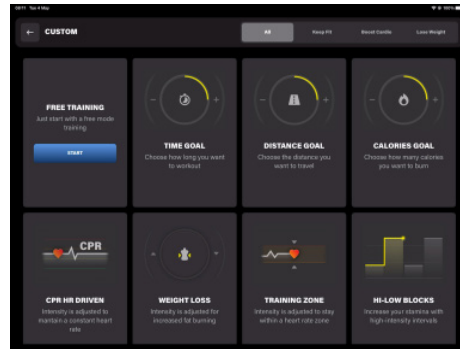 Tue 4 May
CUSTOM
All
Keep Fit
Boost Cardio
Lose Weight
FREE TRAINING
Just start with a free mode
training
START
TIME GOAL
Choose how long you want
to workout
DISTANCE GOAL
Choose the distance you
want to travel
CALORIES GOAL
Choose how many calories
you want to burn
CPR
CPR HR DRIVEN
Intensity is adjusted to
maintain a constant heart
rate
WEIGHT LOSS
Intensity is adjusted for
increased fat burning
TRAINING ZONE
Intensity is adjusted to stay
within a heart rate zone
HI-LOW BLOCKS
Increase your stamina with
high-intensity intervals